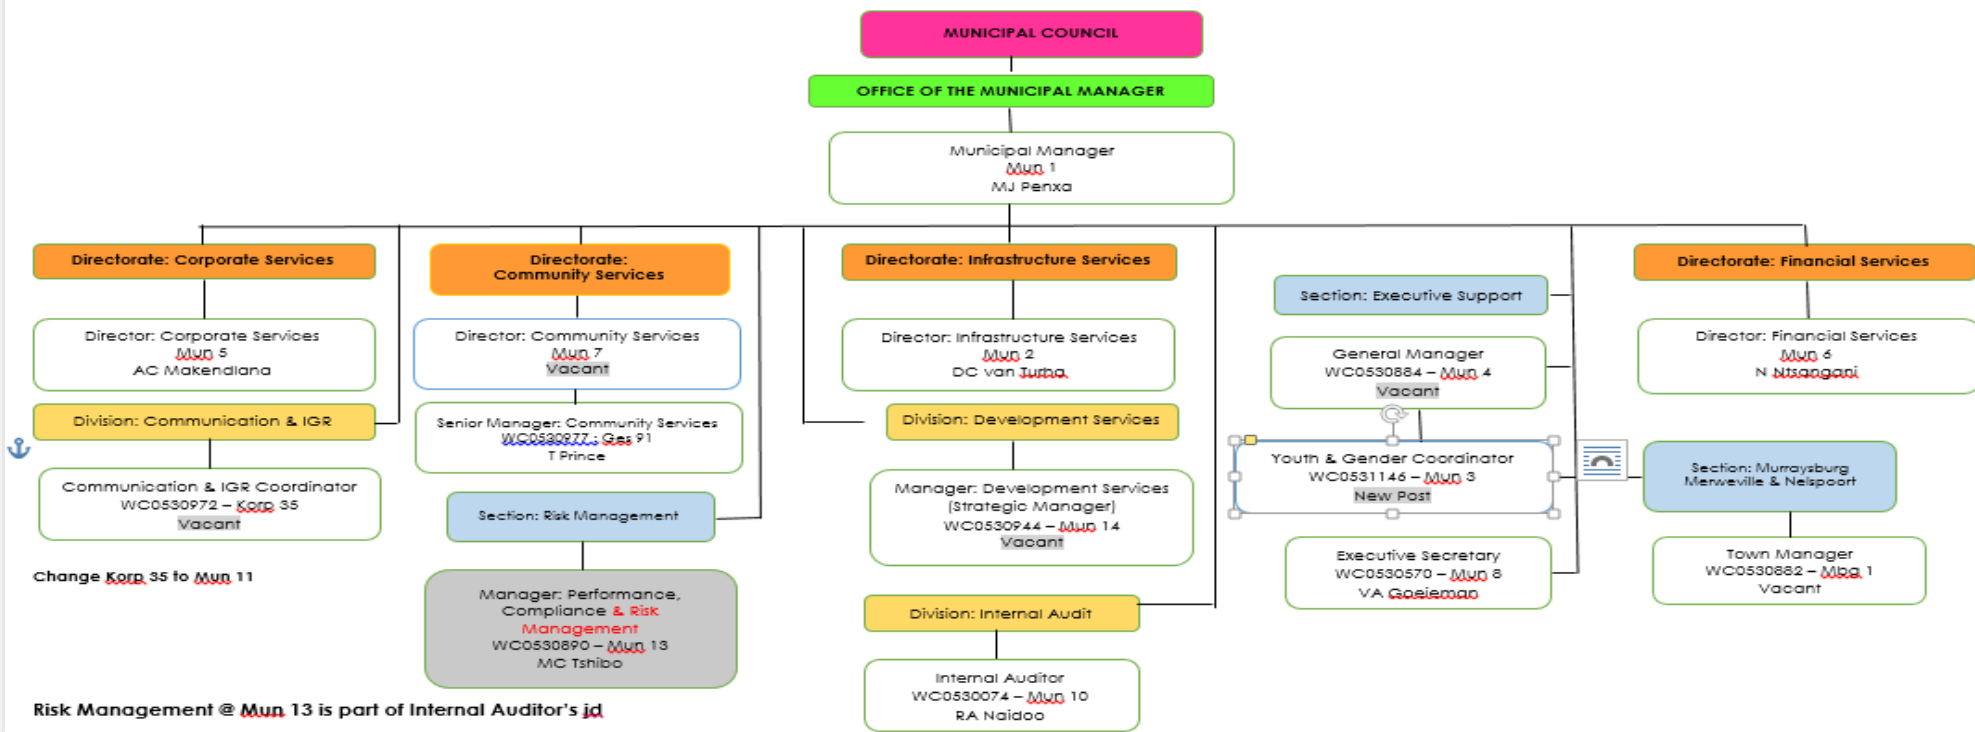 MUNICIPAL COUNCIL
OFFICE OF THE MUNICIPAL MANAGER
Municipal Manager
Mun 1
MJ Penxa
Directorate: Corporate Services
Director: Corporate Services
Mun 5
AC Makendlana
Division: Communication & IGR
Communication & IGR Coordinator
WC0530972 – Korp 35
Vacant
Change Korp 35 to Mun 11
Directorate:
Community Services
Director: Community Services
Mun 7
Vacant
Senior Manager: Community Services
WC0530977 : Ges 91
T Prince
Section: Risk Management
Manager: Performance,
Compliance & Risk
Management
WC0530890 – Mun 13
MC Tshibo
Risk Management @ Mun 13 is part of Internal Auditor's jd
Directorate: Infrastructure Services
Director: Infrastructure Services
Mun 2
DC van Turha
Division: Development Services
Manager: Development Services
(Strategic Manager)
WC0530944 – Mun 14
Vacant
Division: Internal Audit
Internal Auditor
WC0530074 – Mun 10
RA Naidoo
Section: Executive Support
General Manager
WC0530884 – Mun 4
Vacant
Youth & Gender Coordinator
WC0531146 – Mun 3
New Post
Executive Secretary
WC0530570 – Mun 8
VA Goeieman
Directorate: Financial Services
Director: Financial Services
Mun 6
N Ntsangani
Section: Murraysburg
Merweville & Nelspoort
Town Manager
WC0530882 – Mbg 1
Vacant